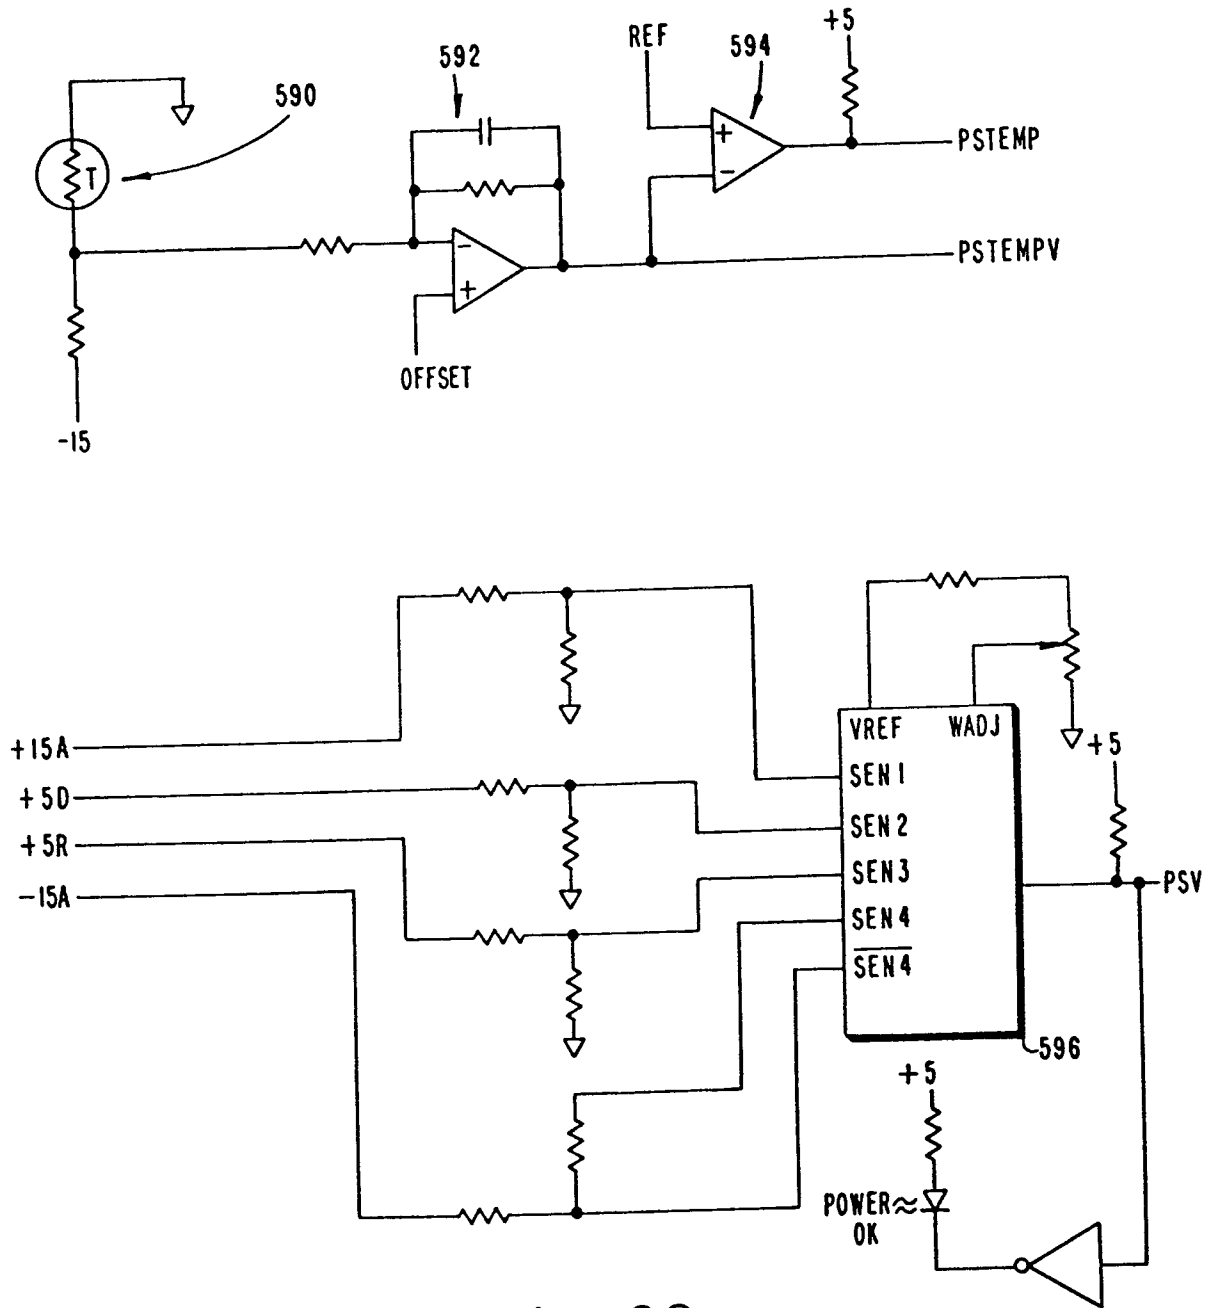 +5
REF
594
592
590
T
+
-
PSTEMP
-
+
PSTEMPV
OFFSET
-15
VREF
WADJ
+15A
SEN1
+5
+5D
SEN2
+5R
SEN3
-15A
SEN4
PSV
SEN4
596
+5
POWER
OK